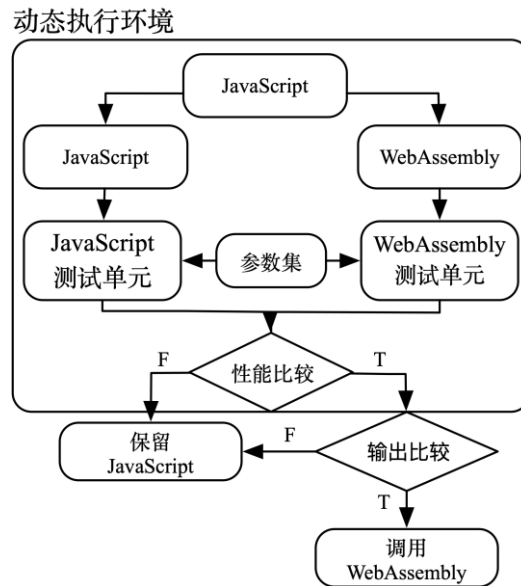 动态执行环境
JavaScript
JavaScript
WebAssembly
JavaScript
测试单元
参数集
WebAssembly
测试单元
F
性能比较
T
保留
JavaScript
F
输出比较
T
调用
WebAssembly